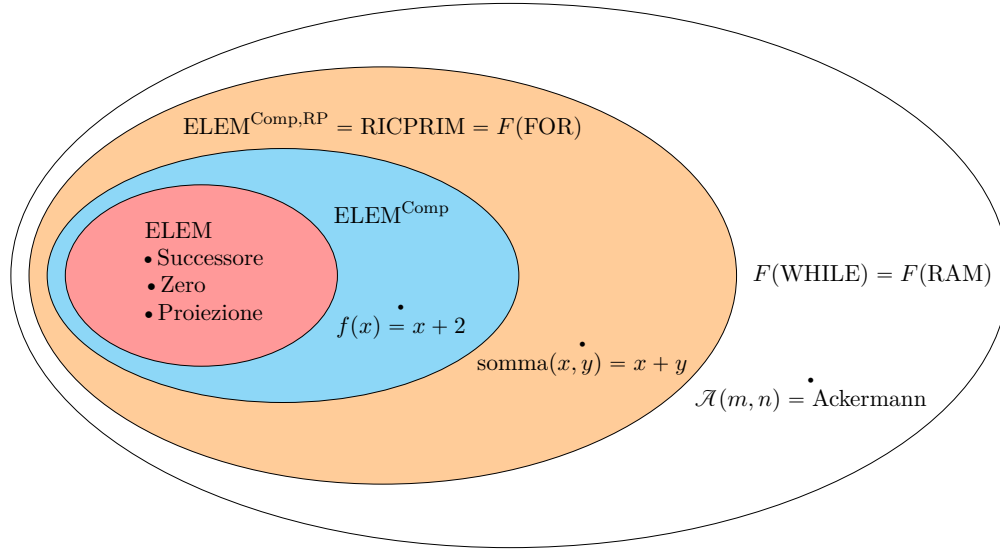 ELEM^Comp,RP = RICPRIM = F(FOR)
ELEM^Comp
ELEM
• Successore
• Zero
• Proiezione
F(WHILE) = F(RAM)
f(x) = x + 2
somma(x, y) = x + y
𝒜(m, n) = Ackermann